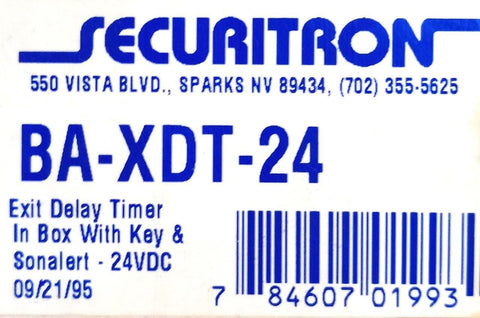 SECURITRON
550 VISTA BLVD., SPARKS NV 89434, (702) 355-5625
BA-XDT-24
Exit Delay Timer
In Box With Key &
Sonalert - 24VDC
09/21/95
7 84607 01993